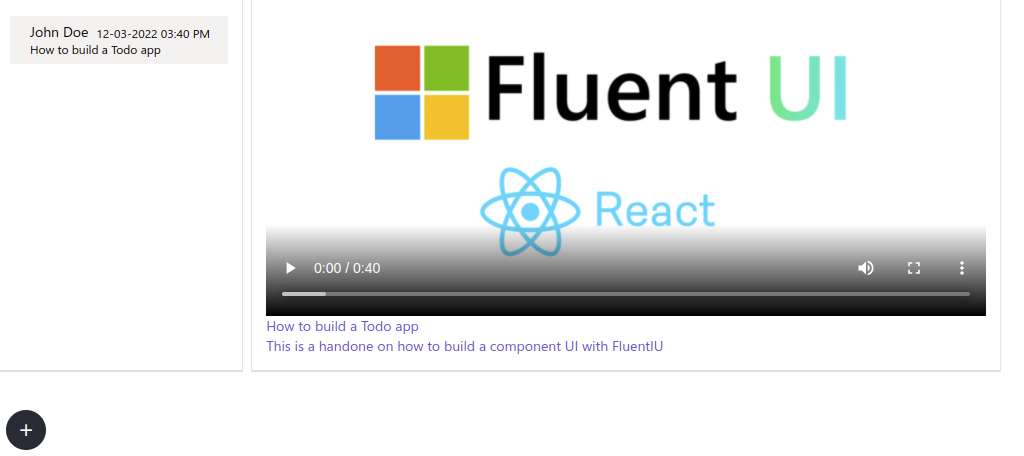 John Doe 12-03-2022 03:40 PM
How to build a Todo app
Fluent UI
React
0:00 / 0:40
How to build a Todo app
This is a handone on how to build a component UI with FluentIU
+